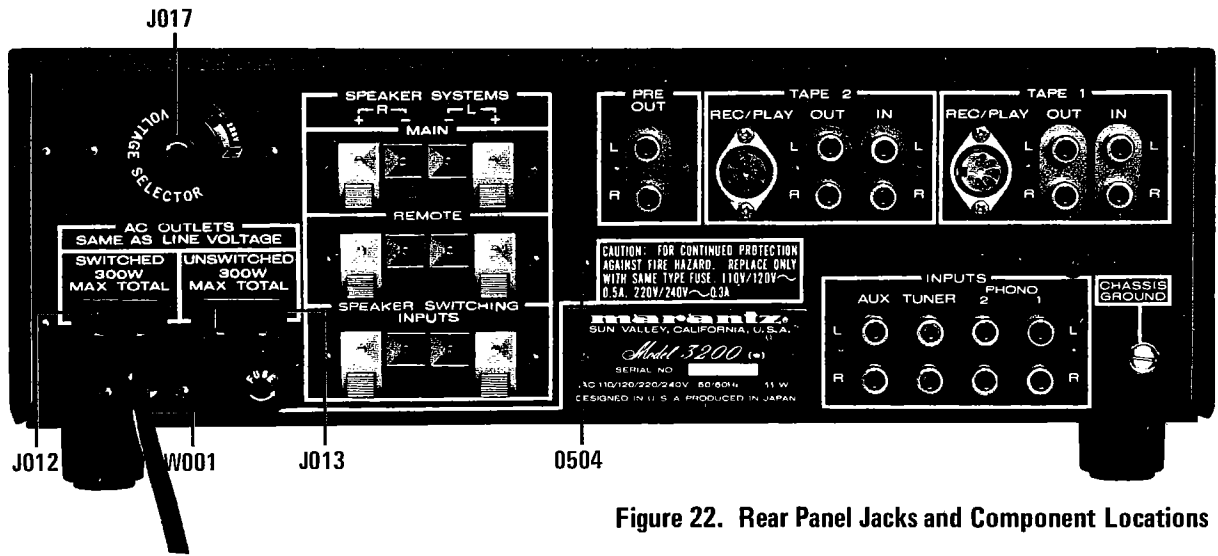 J017
VOLTAGE SELECTOR
AC OUTLETS
SAME AS LINE VOLTAGE
SWITCHED
300W
MAX TOTAL
UNSWITCHED
300W
MAX TOTAL
FUSE
SPEAKER SYSTEMS
R L
+ - - +
MAIN
REMOTE
SPEAKER SWITCHING
INPUTS
PRE
OUT
L
R
TAPE 2
REC/PLAY OUT IN
L L
R R
TAPE 1
REC/PLAY OUT IN
L L
R R
CAUTION: FOR CONTINUED PROTECTION
AGAINST FIRE HAZARD. REPLACE ONLY
WITH SAME TYPE FUSE. 110V/120V~
0.5A. 220V/240V~0.3A
marantz.
SUN VALLEY, CALIFORNIA, U.S.A.
Model 3200 (*)
SERIAL NO
AC 110/120/220/240V 50/60Hz 11 W
DESIGNED IN U S A PRODUCED IN JAPAN
INPUTS
AUX TUNER PHONO
2 1
L L
R R
CHASSIS
GROUND
J012
W001
J013
0504
Figure 22. Rear Panel Jacks and Component Locations